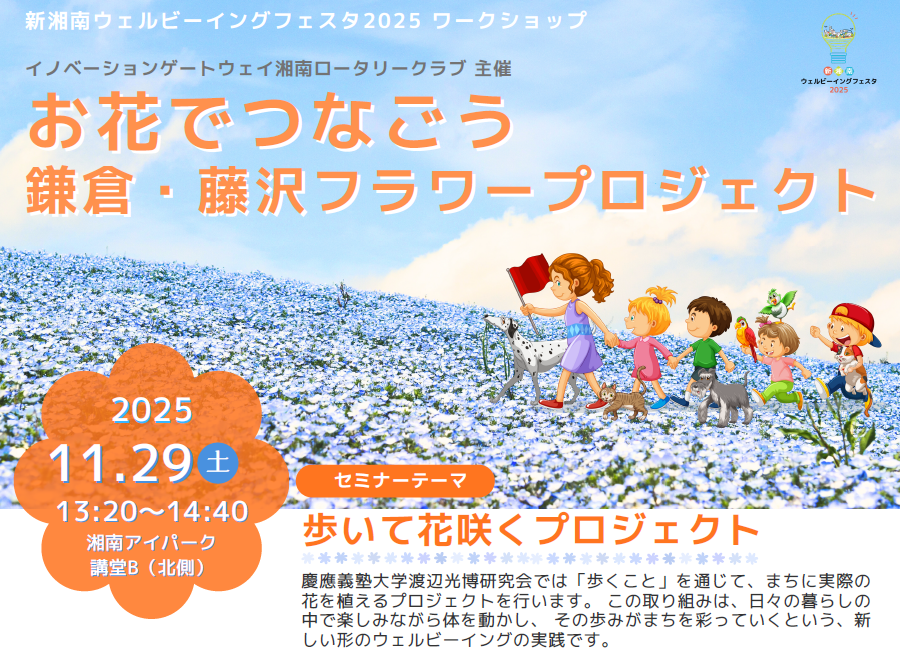 新湘南ウェルビーイングフェスタ2025 ワークショップ
イノベーションゲートウェイ湘南ロータリークラブ 主催
お花でつなごう
鎌倉・藤沢フラワープロジェクト
新湘南
ウェルビーイングフェスタ
2025
2025
11.29 土
13:20〜14:40
湘南アイパーク
講堂B（北側）
セミナーテーマ
歩いて花咲くプロジェクト
慶應義塾大学渡辺光博研究会では「歩くこと」を通じて、まちに実際の
花を植えるプロジェクトを行います。 この取り組みは、日々の暮らしの
中で楽しみながら体を動かし、 その歩みがまちを彩っていくという、新
しい形のウェルビーイングの実践です。